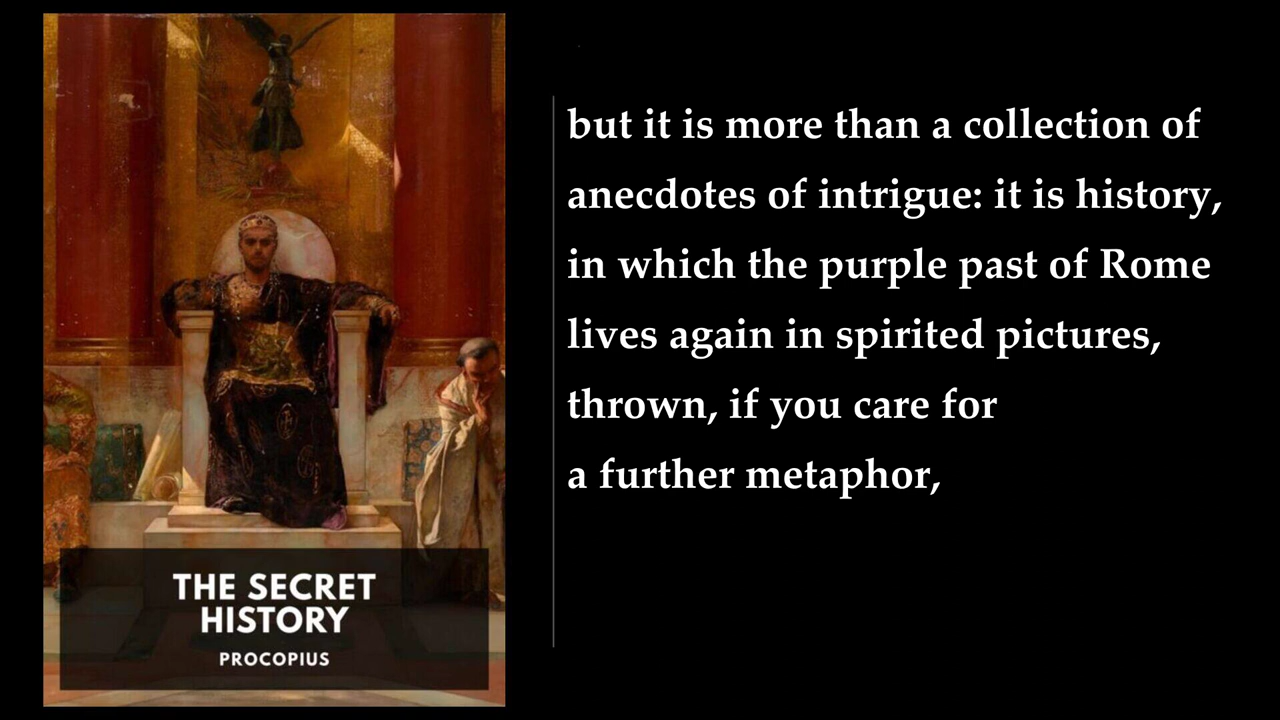 THE SECRET
HISTORY
PROCOPIUS
but it is more than a collection of
anecdotes of intrigue: it is history,
in which the purple past of Rome
lives again in spirited pictures,
thrown, if you care for
a further metaphor,